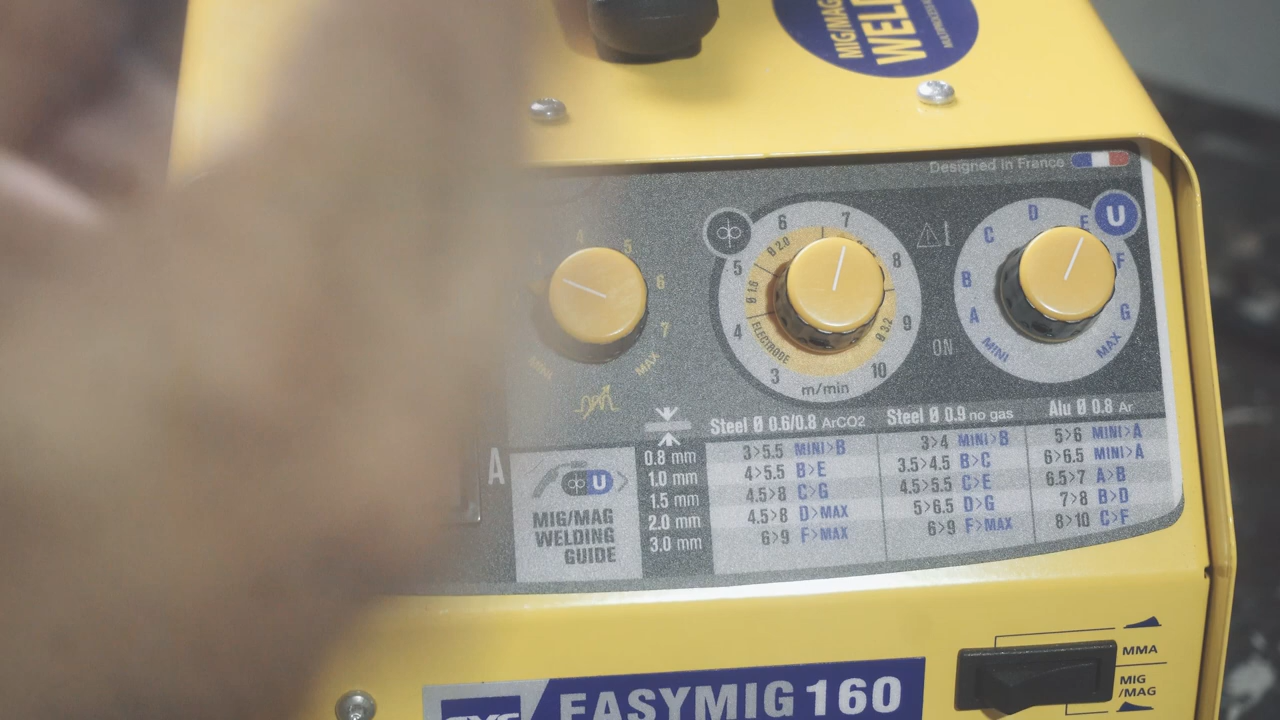 MIG/MAG
WELD
Designed in France
4
5
6
7
MAX
3
4
5
6
7
8
9
10
m/min
ELECTRODE
Ø 1.6
Ø 2.0
Ø 3.2
ON
MINI
A
B
C
D
E
F
G
MAX
U
A
U
MIG/MAG
WELDING
GUIDE
Steel Ø 0.6/0.8 ArCO2 Steel Ø 0.9 no gas Alu Ø 0.8 Ar
0.8 mm 3>5.5 MINI>B 3>4 MINI>B 5>6 MINI>A
1.0 mm 4>5.5 B>E 3.5>4.5 B>C 6>6.5 MINI>A
1.5 mm 4.5>8 C>G 4.5>5.5 C>E 6.5>7 A>B
2.0 mm 4.5>8 D>MAX 5>6.5 D>G 7>8 B>D
3.0 mm 6>9 F>MAX 6>9 F>MAX 8>10 C>F
MMA
MIG
/MAG
EASYMIG 160